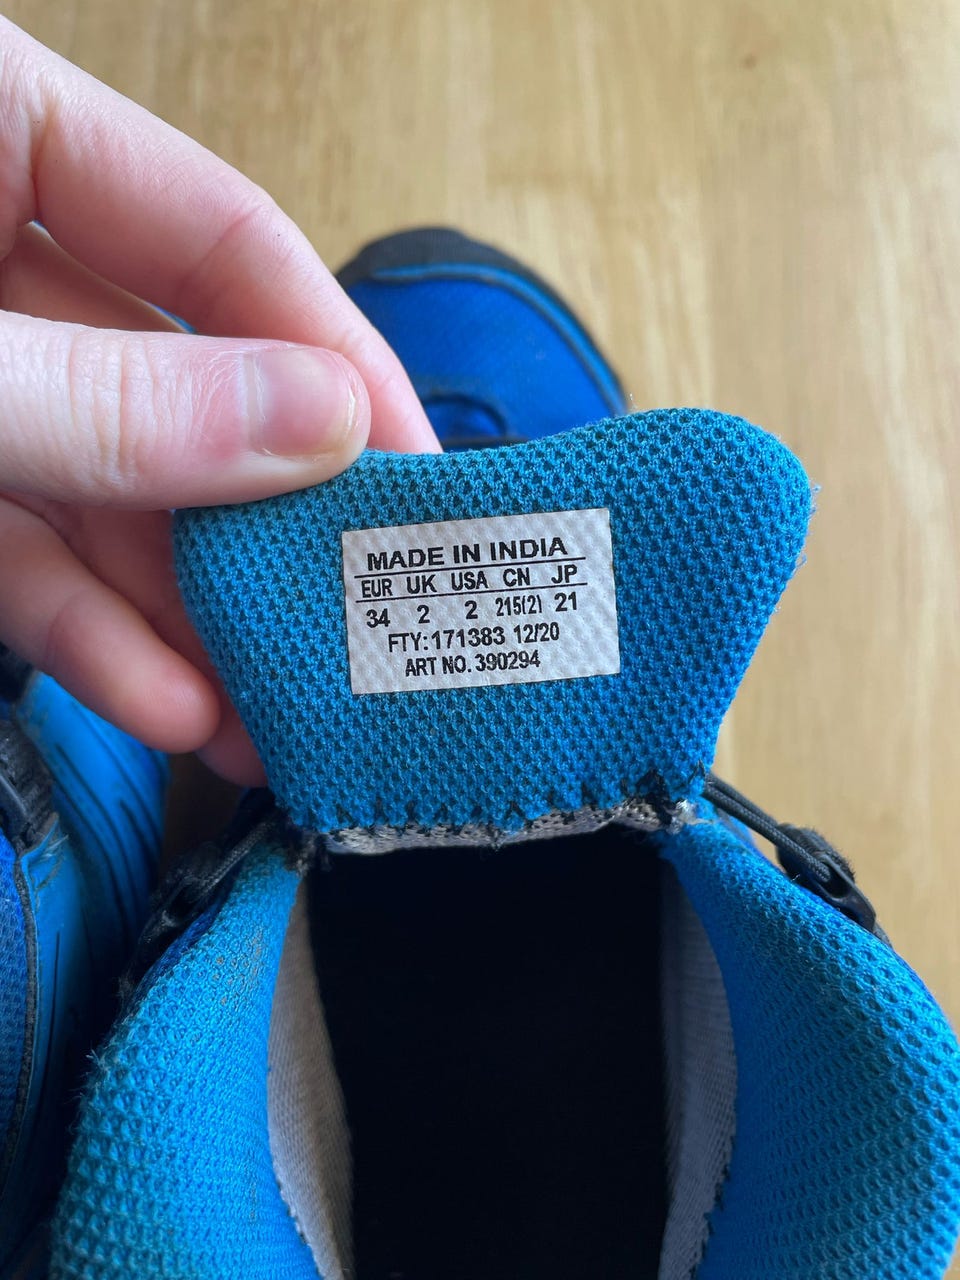 MADE IN INDIA
EUR UK USA CN JP
34 2 2 215(2) 21
FTY:171383 12/20
ART NO. 390294